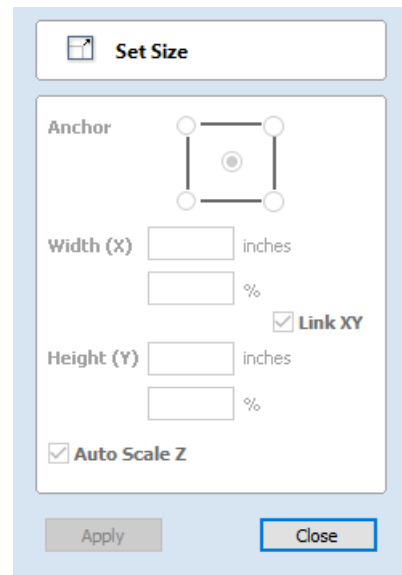 Set Size
Anchor
Width (X) inches
%
Link XY
Height (Y) inches
%
Auto Scale Z
Apply Close